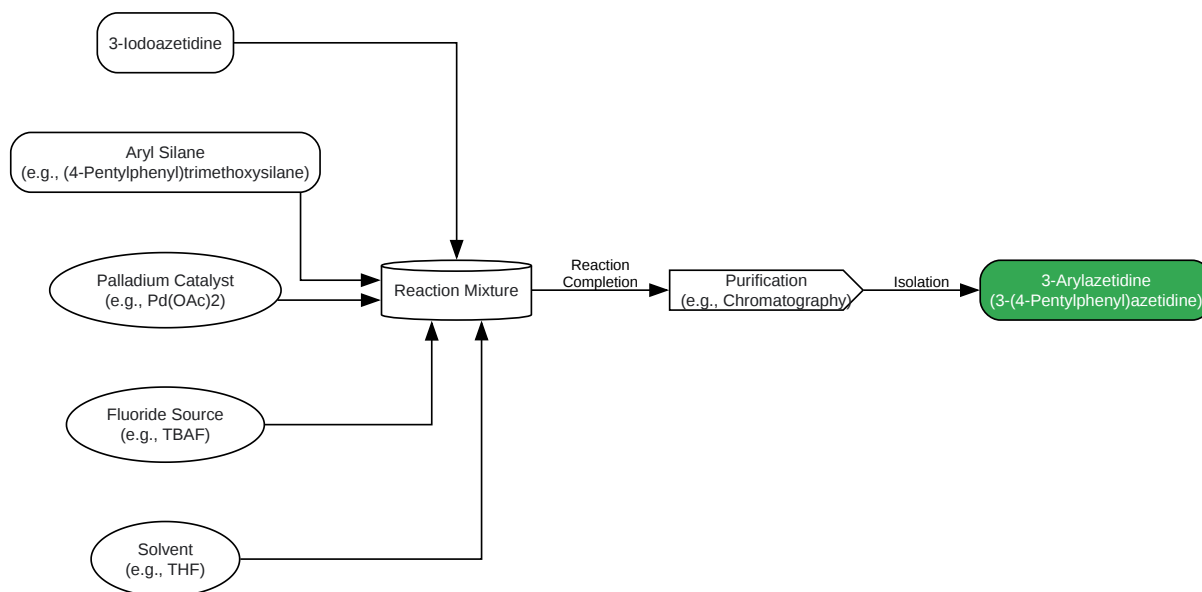 3-Iodoazetidine
Aryl Silane
(e.g., (4-Pentylphenyl)trimethoxysilane)
Palladium Catalyst
(e.g., Pd(OAc)2)
Fluoride Source
(e.g., TBAF)
Solvent
(e.g., THF)
Reaction Mixture
Reaction
Completion
Purification
(e.g., Chromatography)
Isolation
3-Arylazetidine
(3-(4-Pentylphenyl)azetidine)